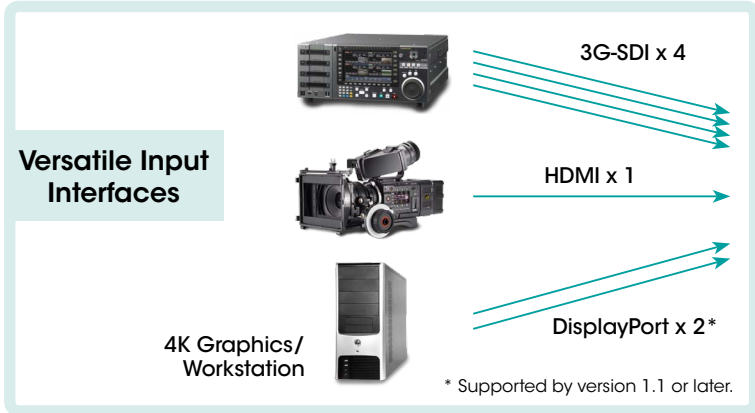 3G-SDI x 4
Versatile Input
Interfaces
HDMI x 1
4K Graphics/
Workstation
DisplayPort x 2*
* Supported by version 1.1 or later.